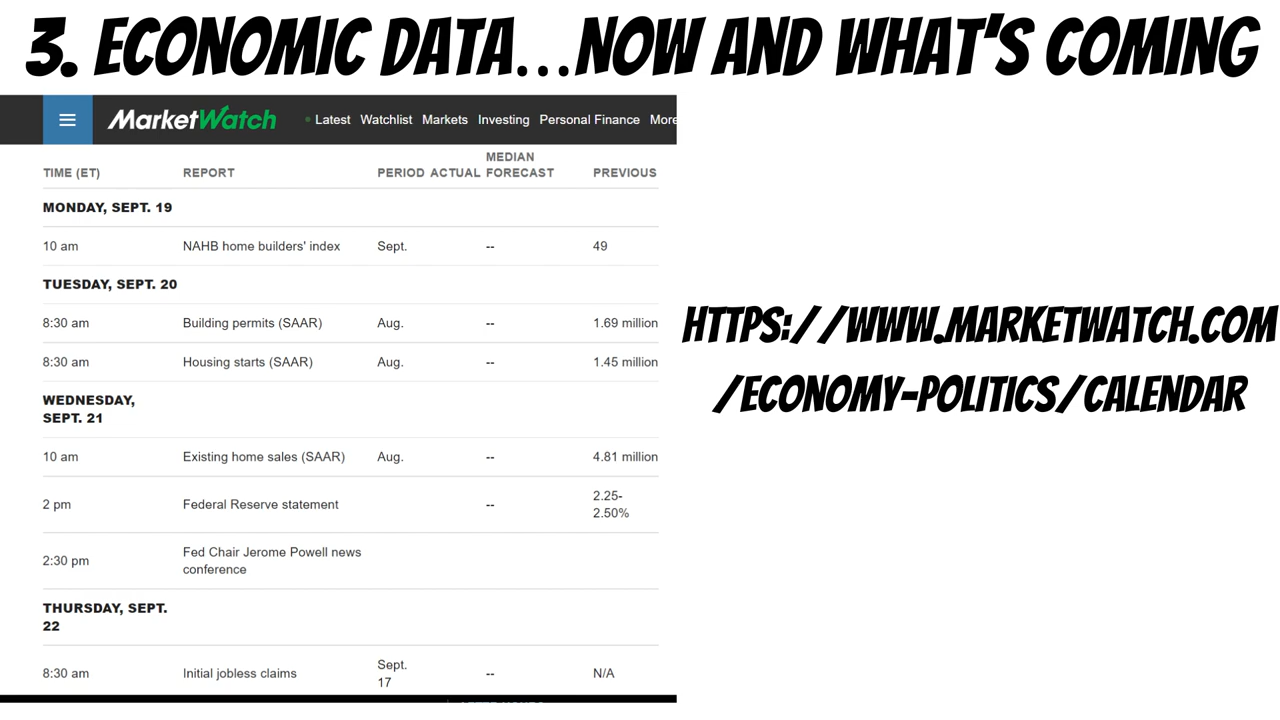 3. ECONOMIC DATA...NOW AND WHAT'S COMING
MarketWatch Latest Watchlist Markets Investing Personal Finance More
TIME (ET) REPORT PERIOD ACTUAL MEDIAN FORECAST PREVIOUS
MONDAY, SEPT. 19
10 am NAHB home builders' index Sept. -- 49
TUESDAY, SEPT. 20
8:30 am Building permits (SAAR) Aug. -- 1.69 million
8:30 am Housing starts (SAAR) Aug. -- 1.45 million
WEDNESDAY,
SEPT. 21
10 am Existing home sales (SAAR) Aug. -- 4.81 million
2 pm Federal Reserve statement -- 2.25-
2.50%
2:30 pm Fed Chair Jerome Powell news
conference
THURSDAY, SEPT.
22
8:30 am Initial jobless claims Sept. 17 -- N/A
HTTPS://WWW.MARKETWATCH.COM
/ECONOMY-POLITICS/CALENDAR